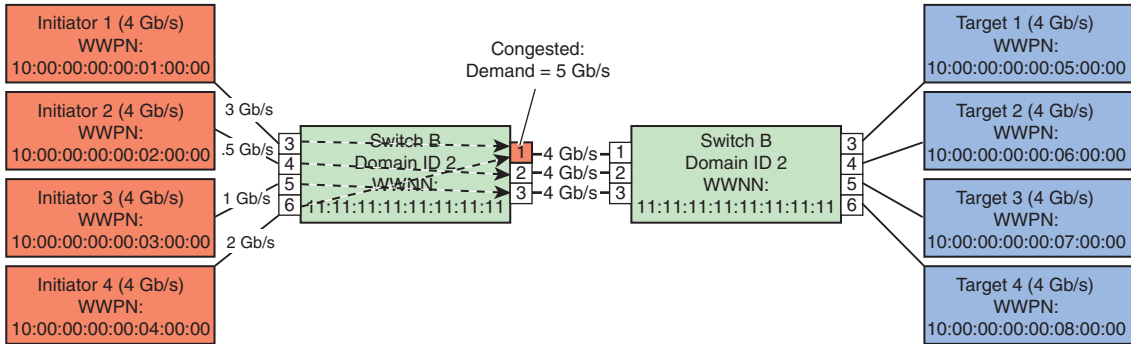 Initiator 1 (4 Gb/s)
WWPN:
10:00:00:00:00:01:00:00
Initiator 2 (4 Gb/s)
WWPN:
10:00:00:00:00:02:00:00
Initiator 3 (4 Gb/s)
WWPN:
10:00:00:00:00:03:00:00
Initiator 4 (4 Gb/s)
WWPN:
10:00:00:00:00:04:00:00
3 Gb/s
.5 Gb/s
1 Gb/s
2 Gb/s
3
4
5
6
Switch B
Domain ID 2
WWNN:
11:11:11:11:11:11:11:11
Congested:
Demand = 5 Gb/s
1
2
3
4 Gb/s
4 Gb/s
4 Gb/s
1
2
3
Switch B
Domain ID 2
WWNN:
11:11:11:11:11:11:11:11
3
4
5
6
Target 1 (4 Gb/s)
WWPN:
10:00:00:00:00:05:00:00
Target 2 (4 Gb/s)
WWPN:
10:00:00:00:00:06:00:00
Target 3 (4 Gb/s)
WWPN:
10:00:00:00:00:07:00:00
Target 4 (4 Gb/s)
WWPN:
10:00:00:00:00:08:00:00